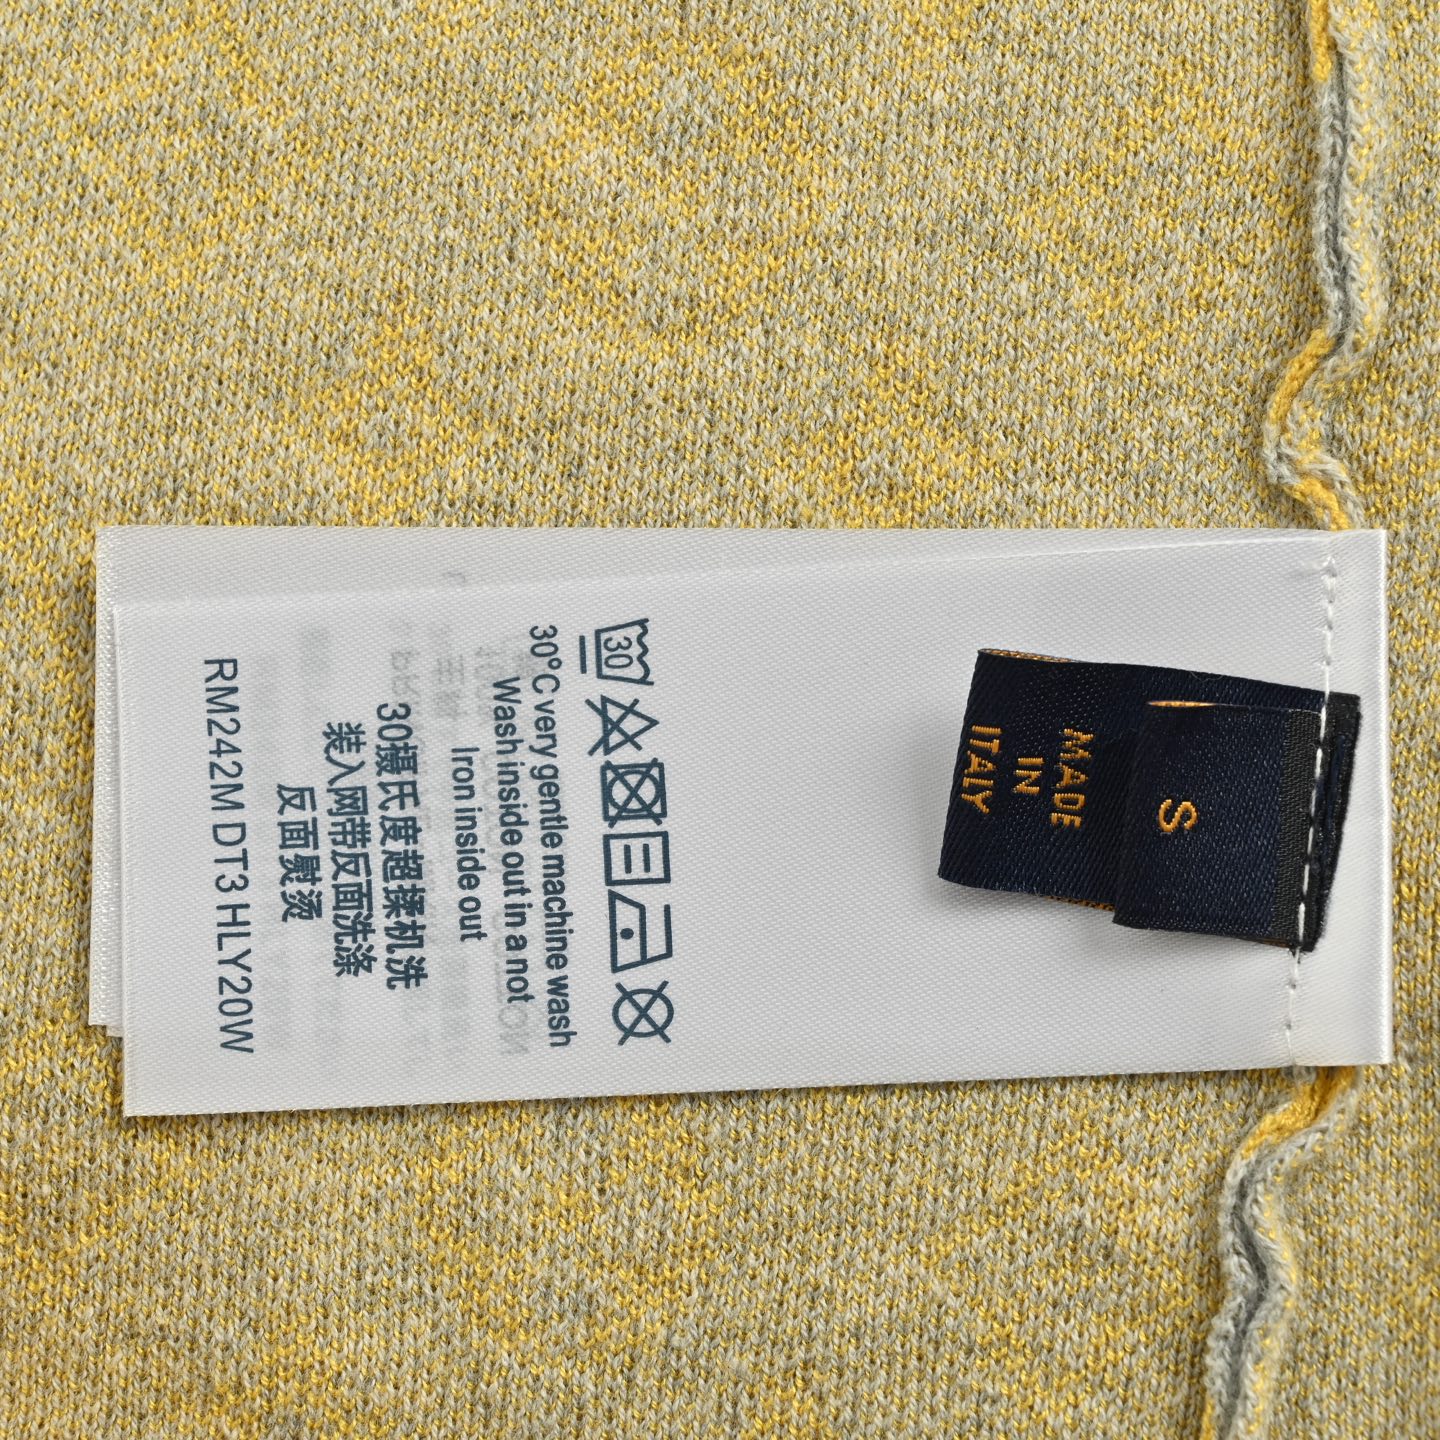 S
MADE
IN
ITALY
30
30°C very gentle machine wash
Wash inside out in a not
Iron inside out
30摄氏度超揉机洗
装入网带反面洗涤
反面熨烫
RM242M DT3 HLY20W